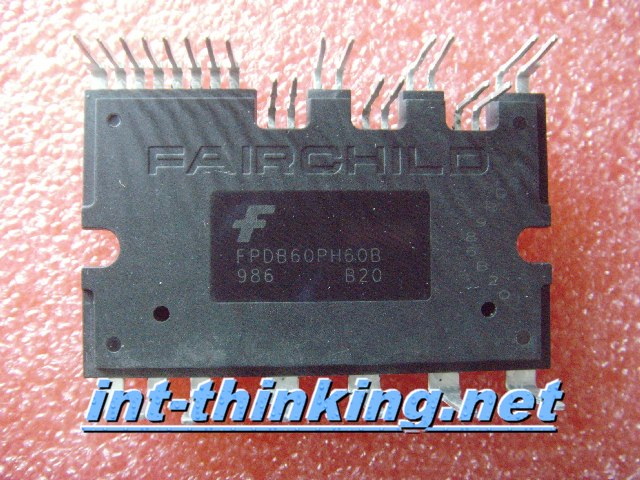 FAIRCHILD
FPDB60PH60B
986 B20
int-thinking.net